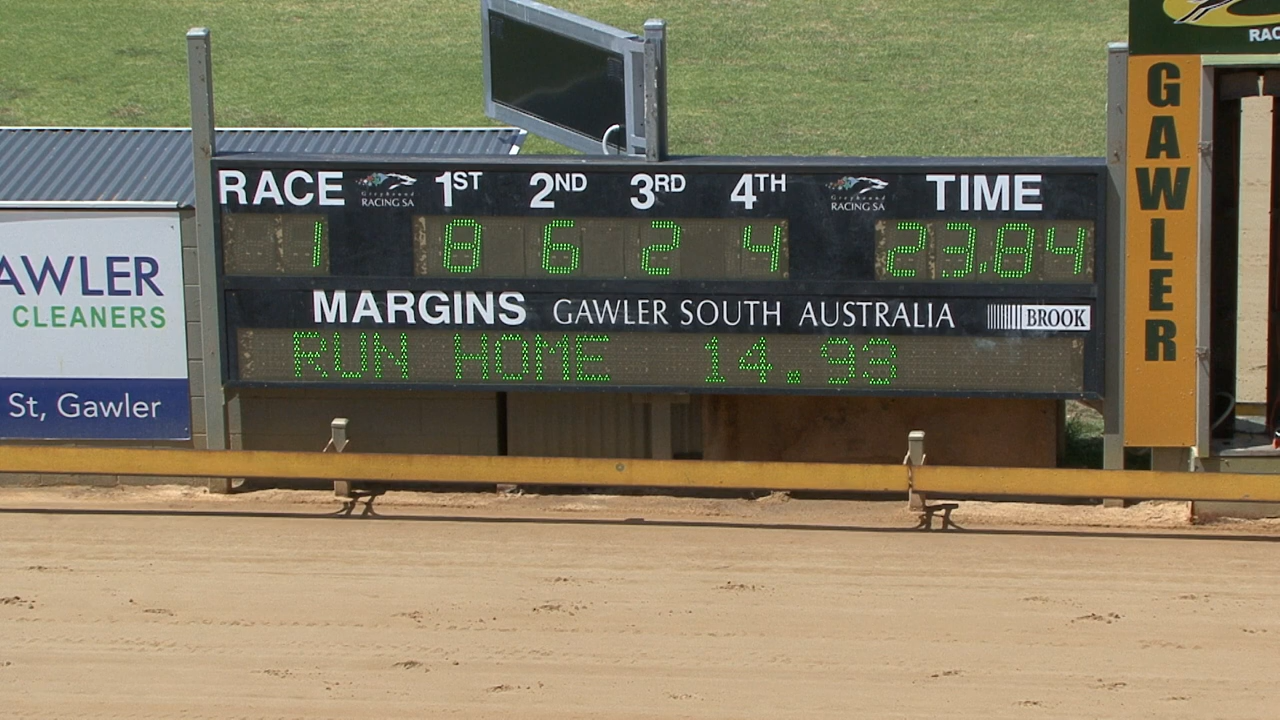 RAC
GAWLER
RACE Greyhound RACING SA 1ST 2ND 3RD 4TH Greyhound RACING SA TIME
1 8 6 2 4 23.84
MARGINS GAWLER SOUTH AUSTRALIA BROOK
RUN HOME 14.93
AWLER
CLEANERS
St, Gawler